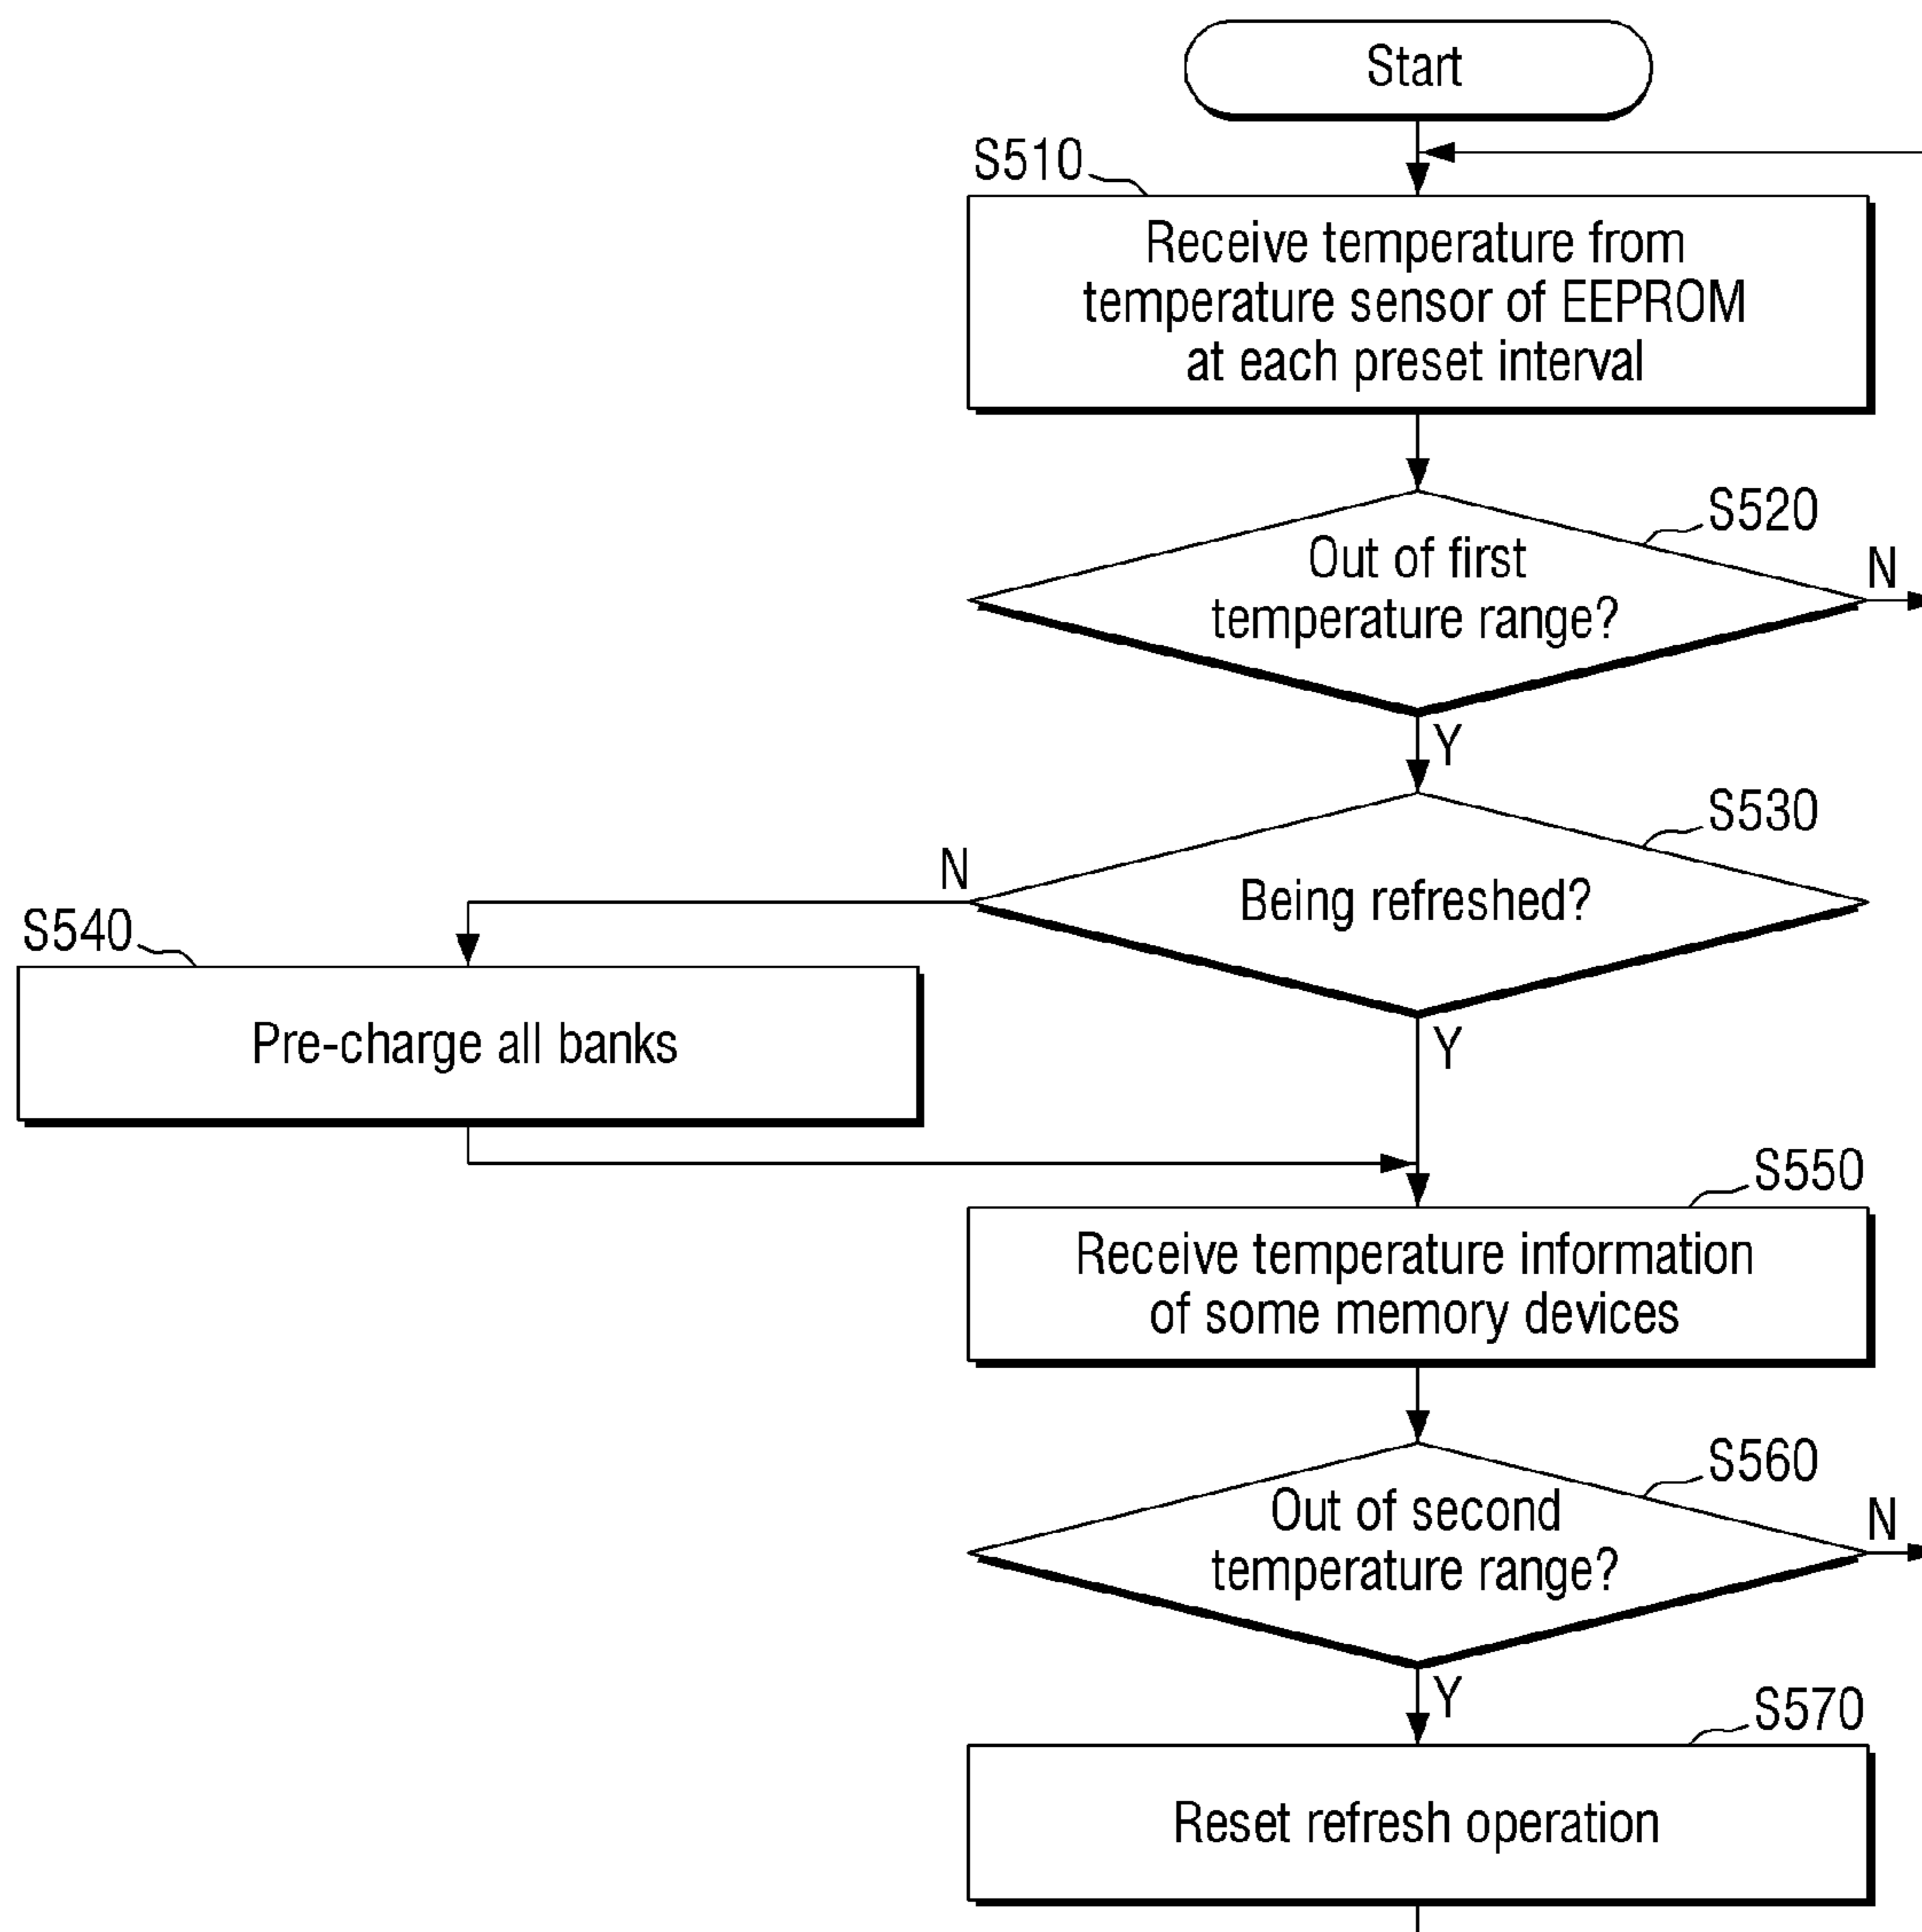 Start
S510
Receive temperature from
temperature sensor of EEPROM
at each preset interval
S520
Out of first
temperature range?
N
Y
S530
Being refreshed?
N
Y
S540
Pre-charge all banks
S550
Receive temperature information
of some memory devices
S560
Out of second
temperature range?
N
Y
S570
Reset refresh operation